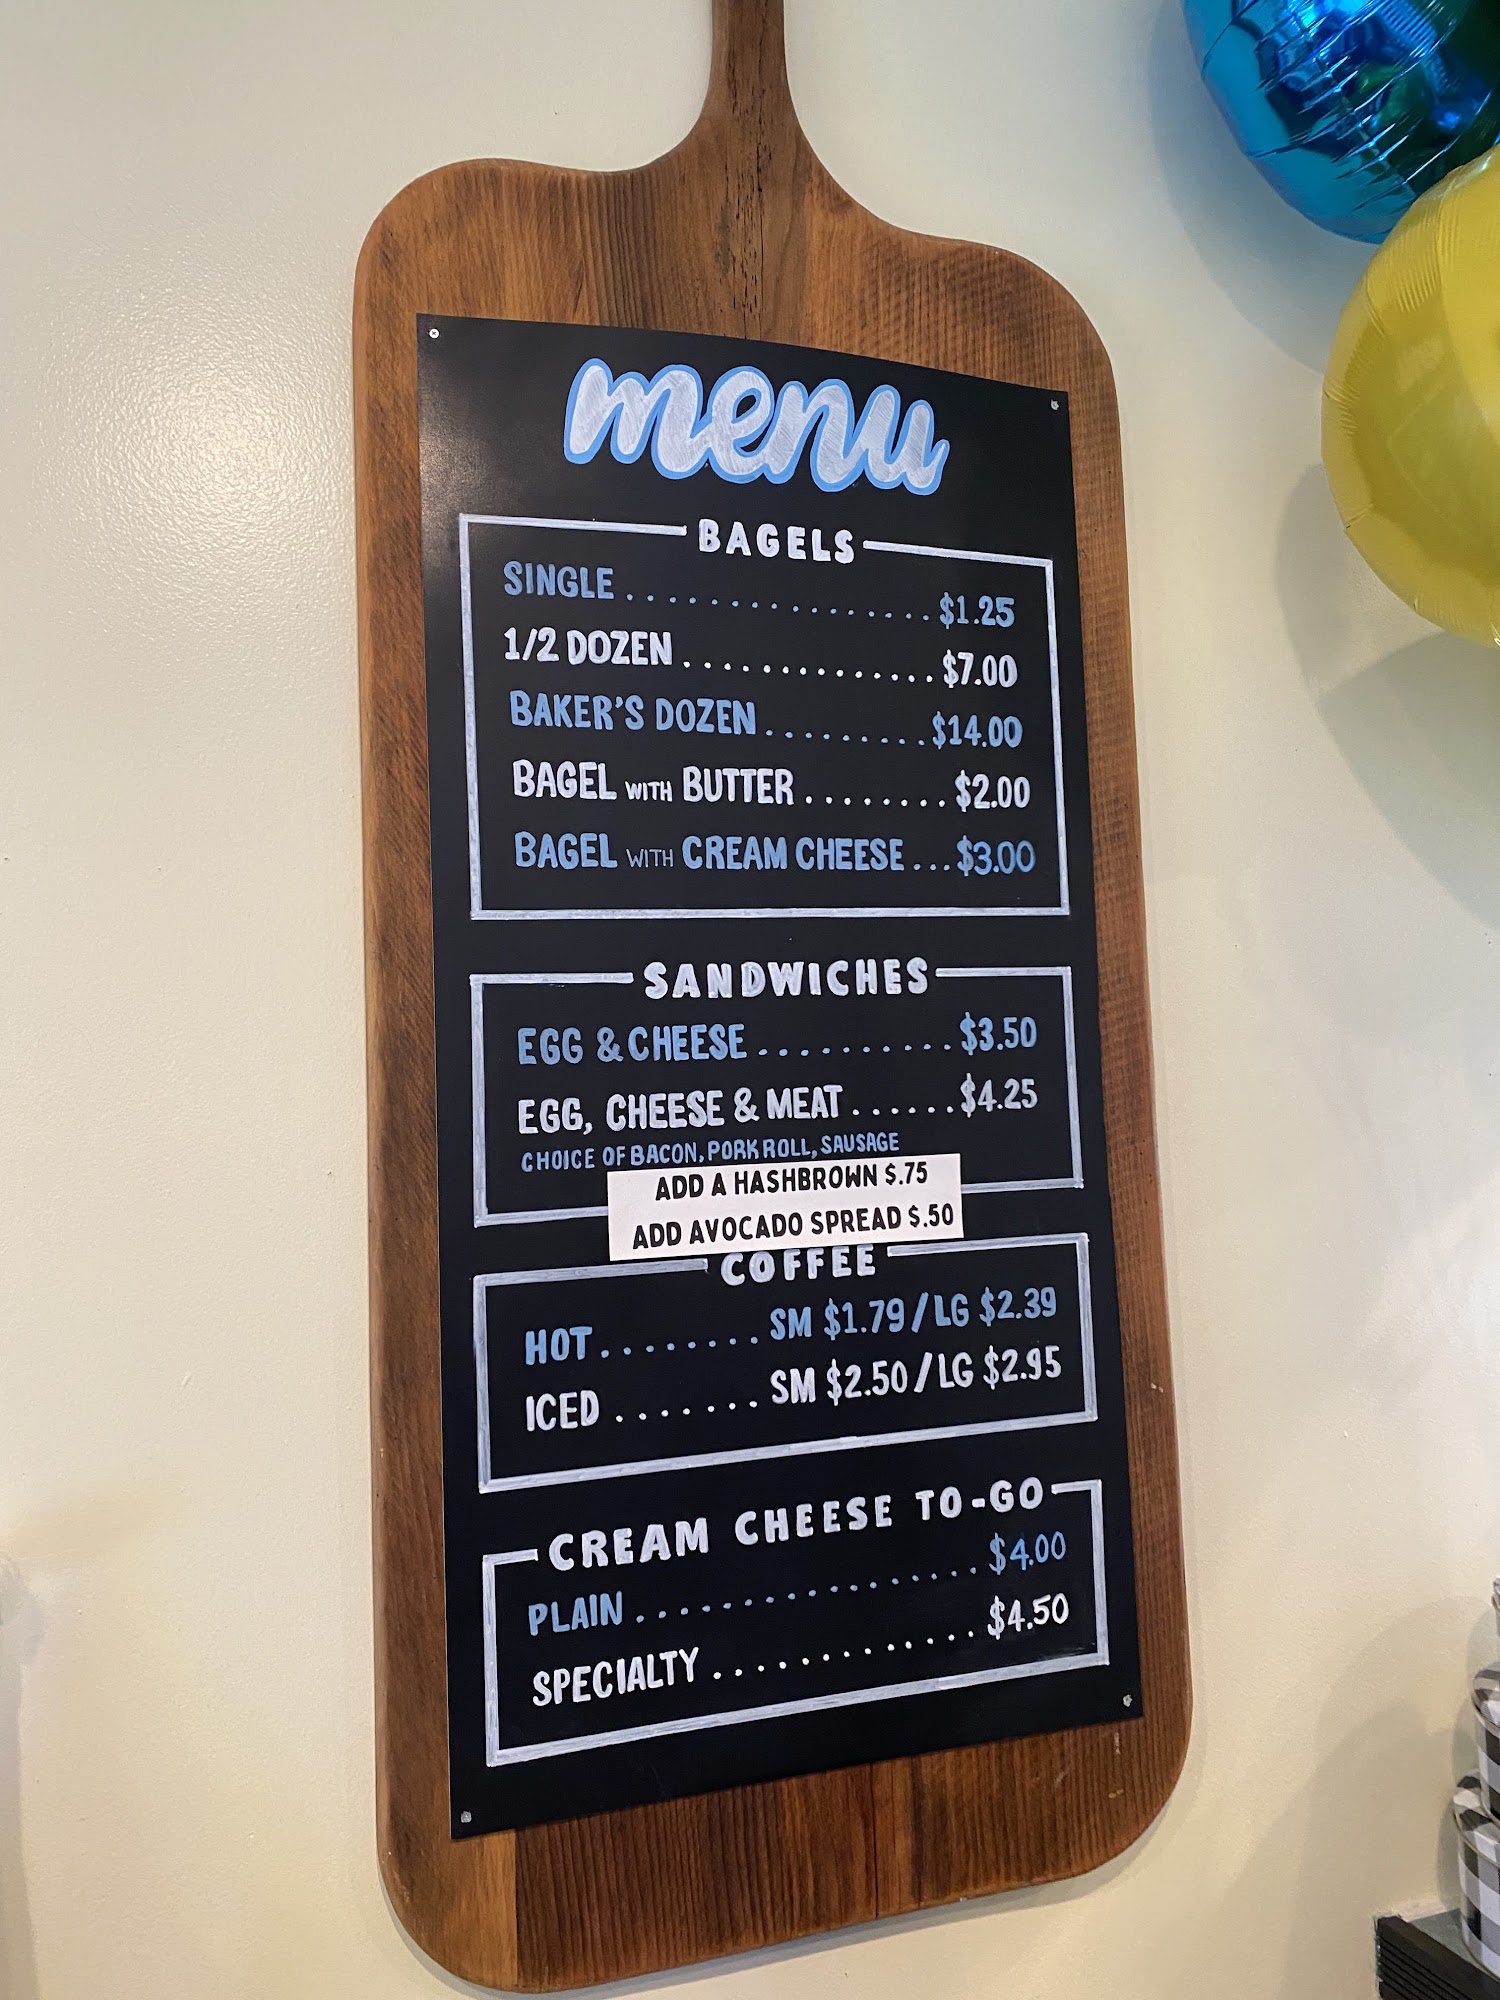 menu
BAGELS
SINGLE ............... $1.25
1/2 DOZEN ............. $7.00
BAKER'S DOZEN ......... $14.00
BAGEL WITH BUTTER ........ $2.00
BAGEL WITH CREAM CHEESE ... $3.00
SANDWICHES
EGG & CHEESE .......... $3.50
EGG, CHEESE & MEAT ...... $4.25
CHOICE OF BACON, PORK ROLL, SAUSAGE
ADD A HASHBROWN $.75
ADD AVOCADO SPREAD $.50
COFFEE
HOT ........ SM $1.79 / LG $2.39
ICED ....... SM $2.50 / LG $2.95
CREAM CHEESE TO-GO
PLAIN ................ $4.00
SPECIALTY ............. $4.50